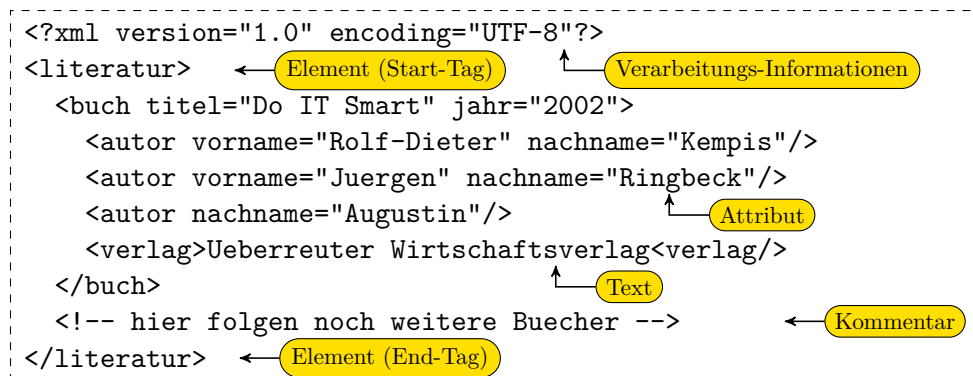 <?xml version="1.0" encoding="UTF-8"?>
<literatur> Element (Start-Tag) Verarbeitungs-Informationen
<buch titel="Do IT Smart" jahr="2002">
<autor vorname="Rolf-Dieter" nachname="Kempis"/>
<autor vorname="Juergen" nachname="Ringbeck"/>
<autor nachname="Augustin"/> Attribut
<verlag>Ueberreuter Wirtschaftsverlag<verlag/>
</buch> Text
<!-- hier folgen noch weitere Buecher --> Kommentar
</literatur> Element (End-Tag)